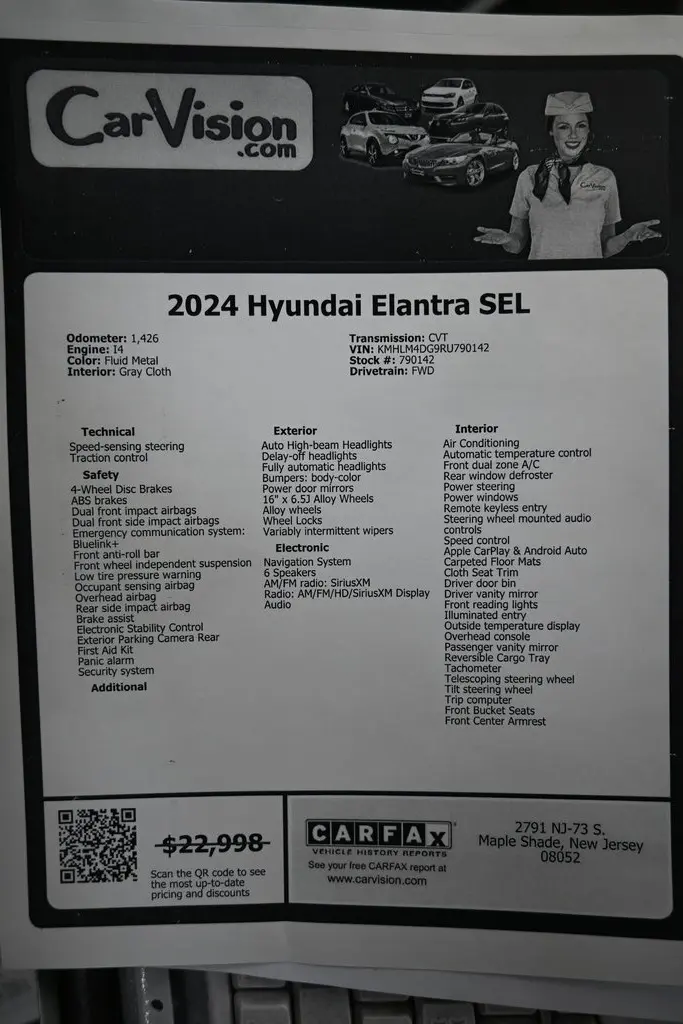 CarVision
.com
CarVision
2024 Hyundai Elantra SEL
Odometer: 1,426
Engine: I4
Color: Fluid Metal
Interior: Gray Cloth
Transmission: CVT
VIN: KMHLM4DG9RU790142
Stock #: 790142
Drivetrain: FWD
Technical
Speed-sensing steering
Traction control
Safety
4-Wheel Disc Brakes
ABS brakes
Dual front impact airbags
Dual front side impact airbags
Emergency communication system:
Bluelink+
Front anti-roll bar
Front wheel independent suspension
Low tire pressure warning
Occupant sensing airbag
Overhead airbag
Rear side impact airbag
Brake assist
Electronic Stability Control
Exterior Parking Camera Rear
First Aid Kit
Panic alarm
Security system
Additional
Exterior
Auto High-beam Headlights
Delay-off headlights
Fully automatic headlights
Bumpers: body-color
Power door mirrors
16" x 6.5J Alloy Wheels
Alloy wheels
Wheel Locks
Variably intermittent wipers
Electronic
Navigation System
6 Speakers
AM/FM radio: SiriusXM
Radio: AM/FM/HD/SiriusXM Display
Audio
Interior
Air Conditioning
Automatic temperature control
Front dual zone A/C
Rear window defroster
Power steering
Power windows
Remote keyless entry
Steering wheel mounted audio
controls
Speed control
Apple CarPlay & Android Auto
Carpeted Floor Mats
Cloth Seat Trim
Driver door bin
Driver vanity mirror
Front reading lights
Illuminated entry
Outside temperature display
Overhead console
Passenger vanity mirror
Reversible Cargo Tray
Tachometer
Telescoping steering wheel
Tilt steering wheel
Trip computer
Front Bucket Seats
Front Center Armrest
$22,998
Scan the QR code to see
the most up-to-date
pricing and discounts
CARFAX
VEHICLE HISTORY REPORTS
See your free CARFAX report at
www.carvision.com
2791 NJ-73 S.
Maple Shade, New Jersey
08052